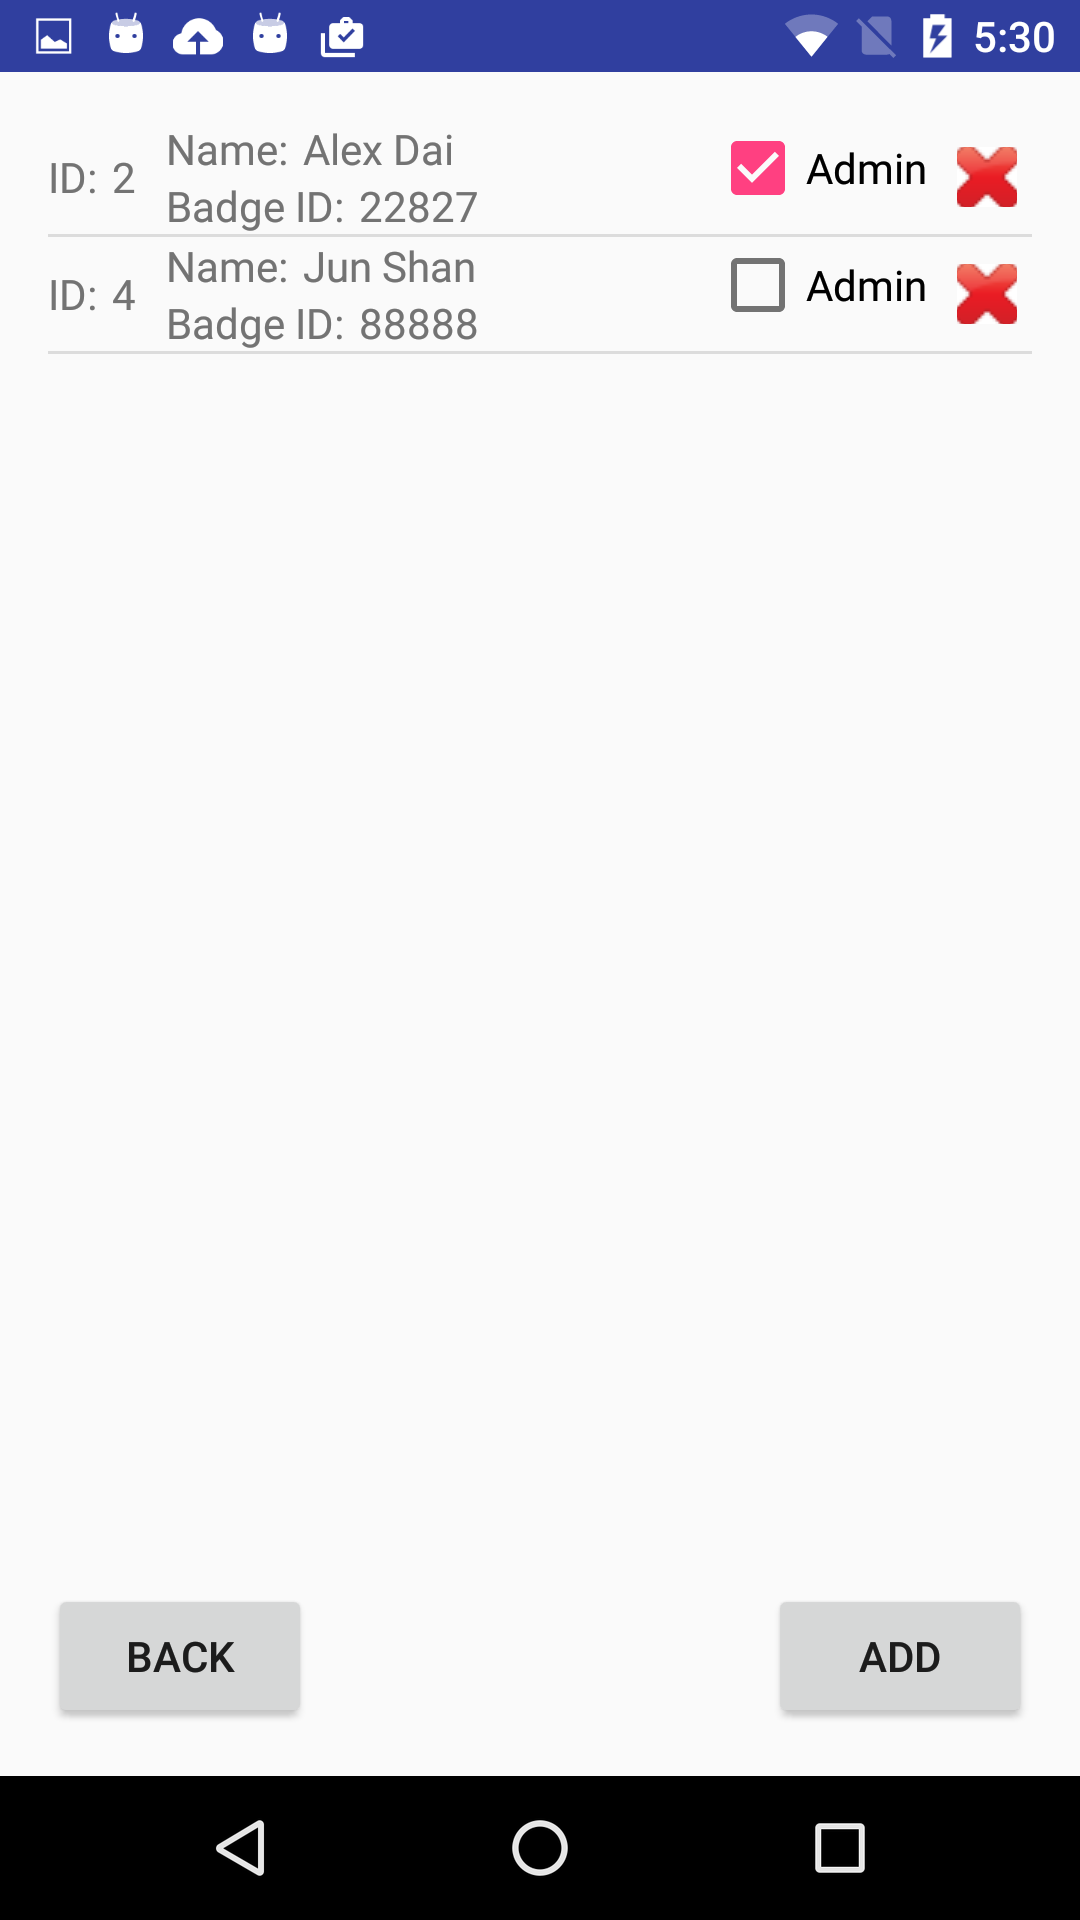 5:30
ID: 2
Name: Alex Dai
Badge ID: 22827
Admin
ID: 4
Name: Jun Shan
Badge ID: 88888
Admin
BACK
ADD